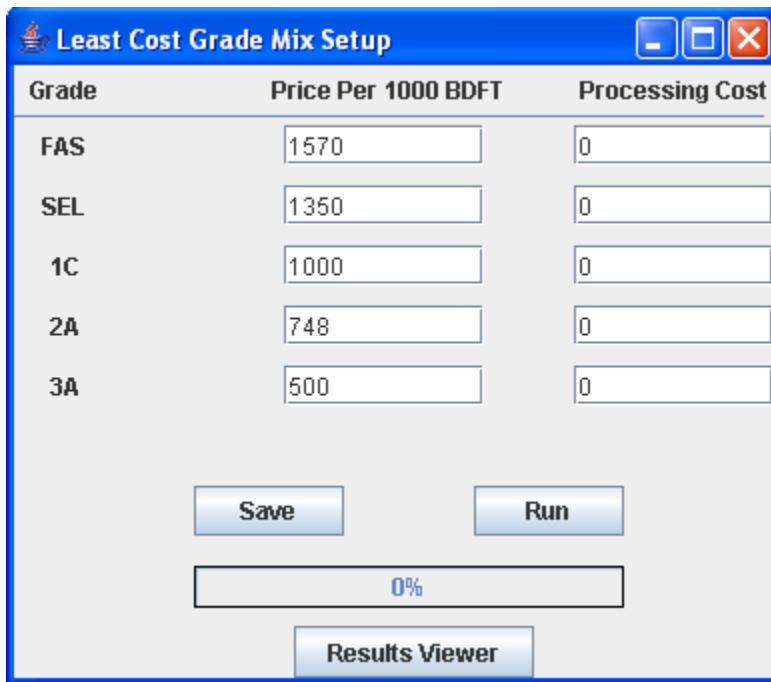 Least Cost Grade Mix Setup
Grade Price Per 1000 BDFT Processing Cost
FAS 1570 0
SEL 1350 0
1C 1000 0
2A 748 0
3A 500 0
Save Run
0%
Results Viewer